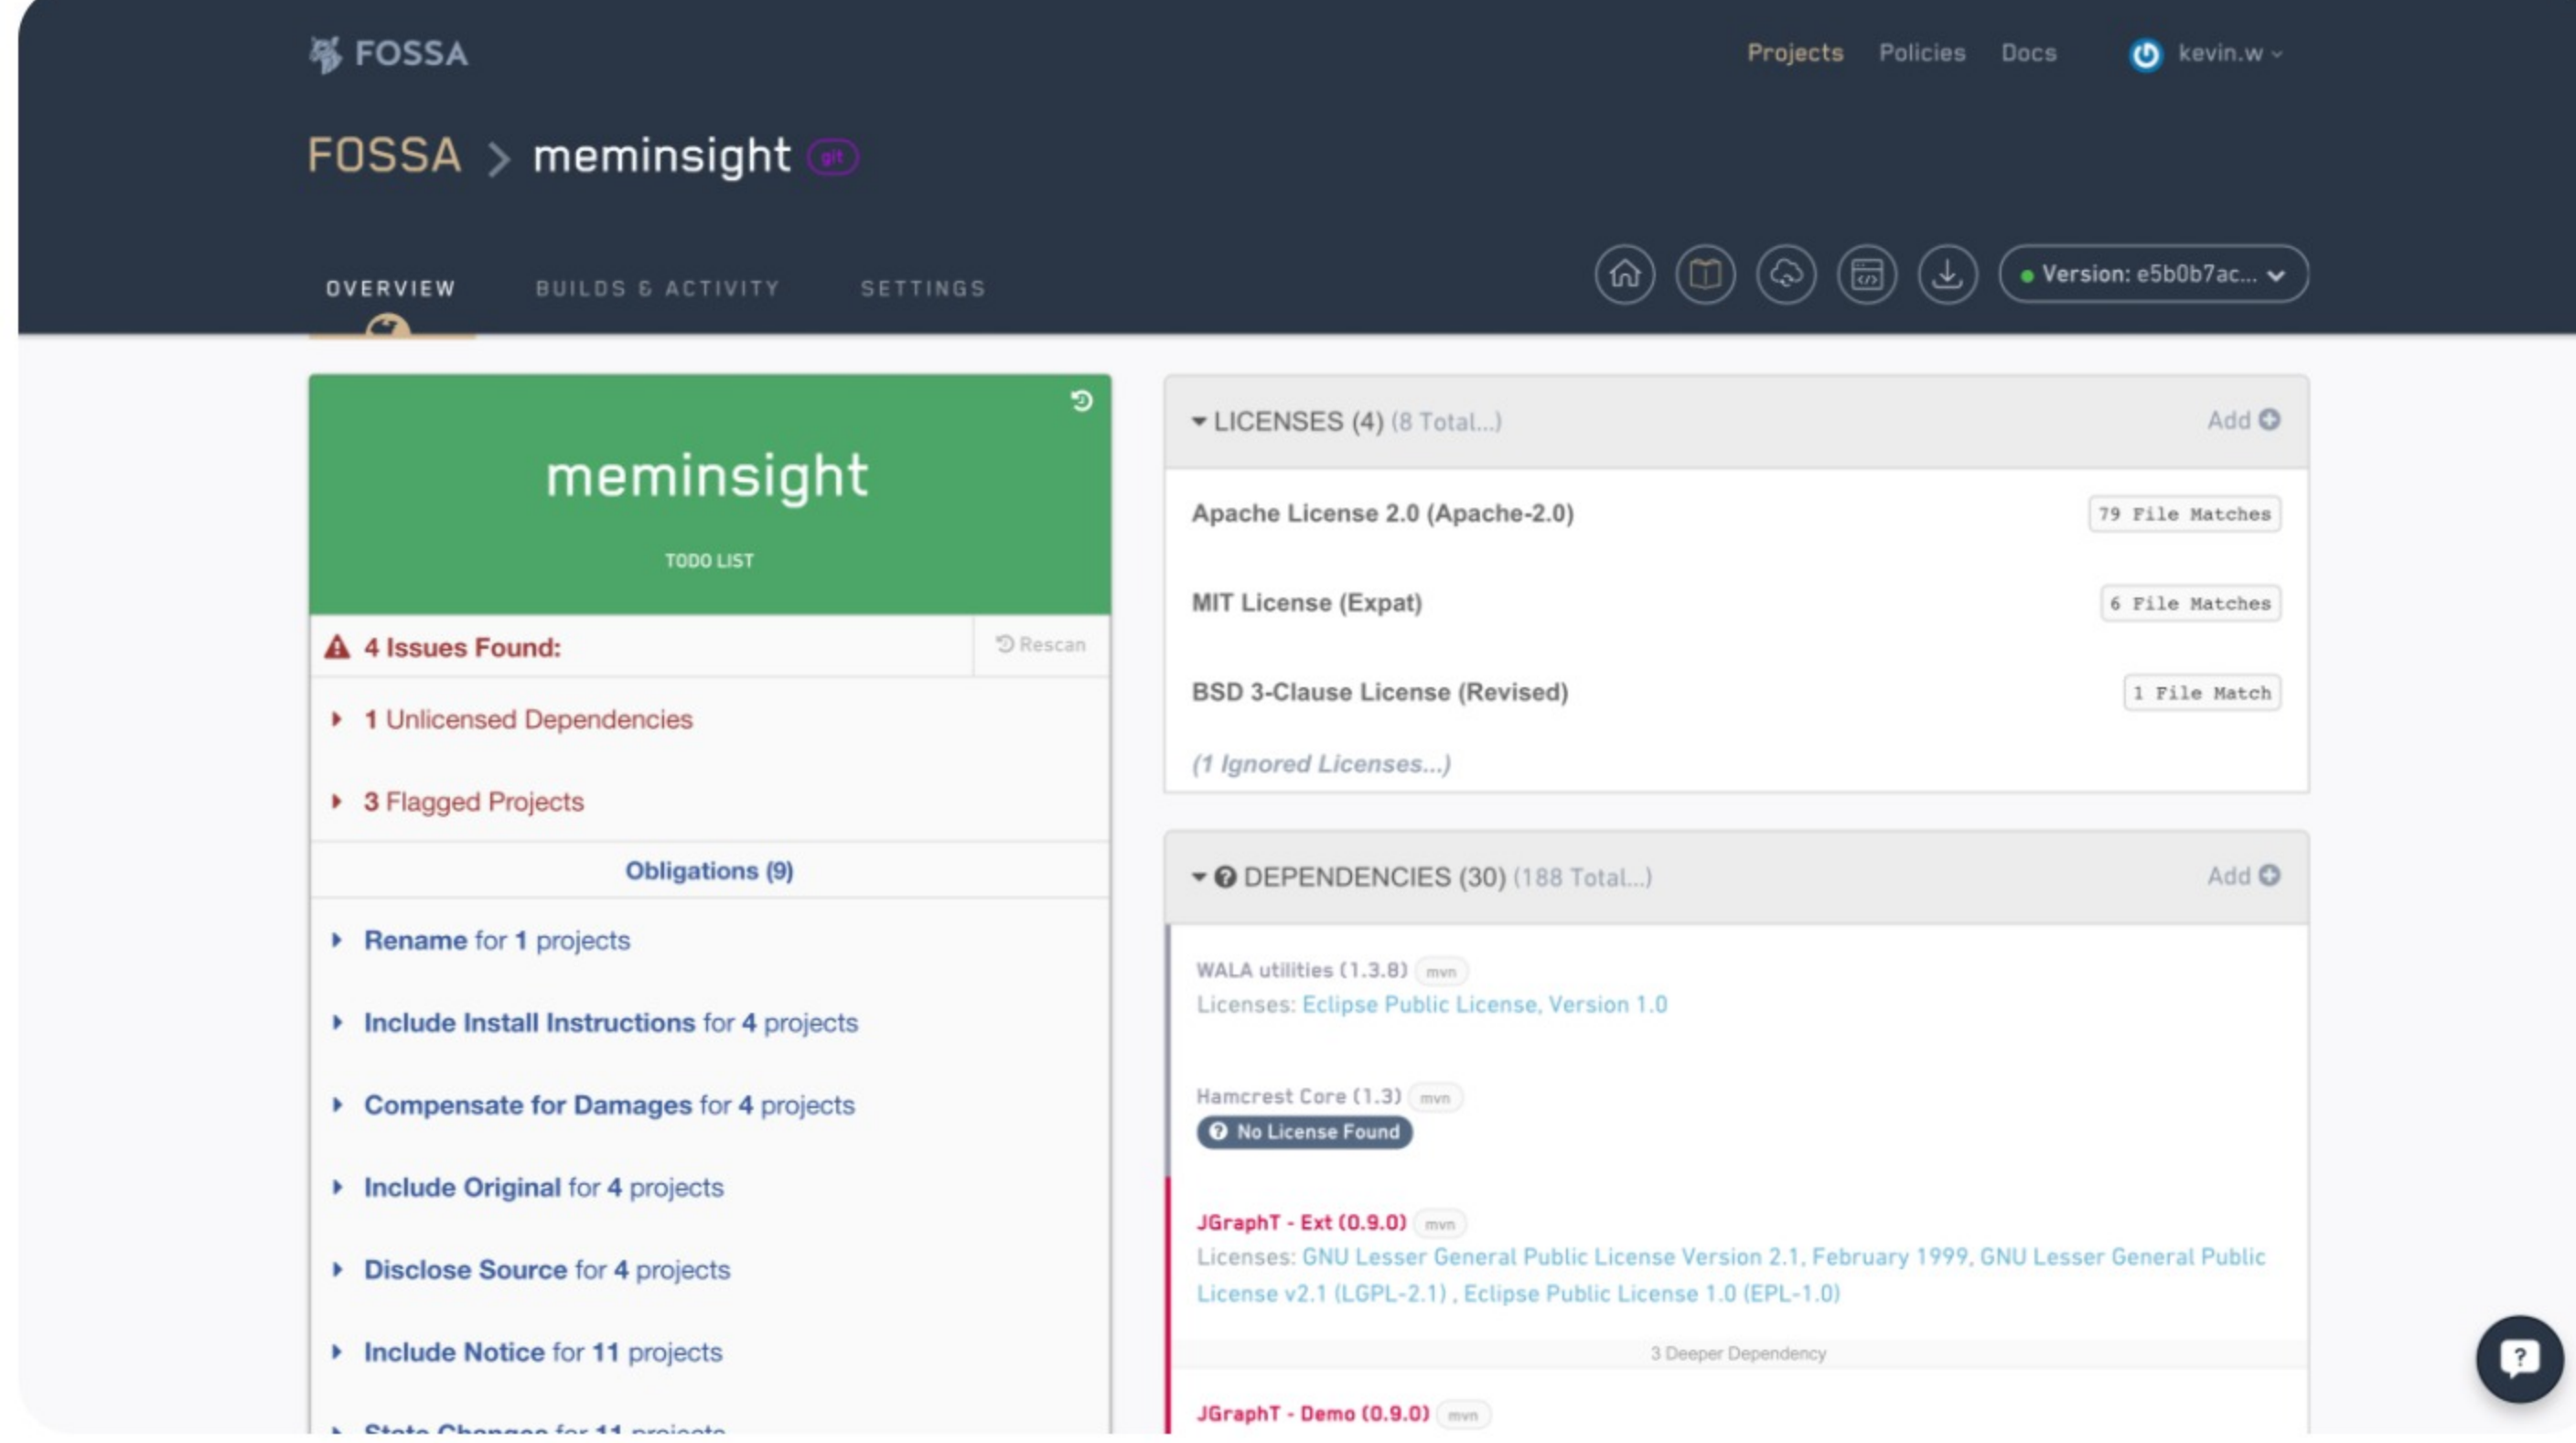 FOSSA
Projects Policies Docs kevin.w
FOSSA > meminsight git
OVERVIEW BUILDS & ACTIVITY SETTINGS
Version: e5b0b7ac...
meminsight
TODO LIST
4 Issues Found:
Rescan
1 Unlicensed Dependencies
3 Flagged Projects
Obligations (9)
Rename for 1 projects
Include Install Instructions for 4 projects
Compensate for Damages for 4 projects
Include Original for 4 projects
Disclose Source for 4 projects
Include Notice for 11 projects
State Changes for 11 projects
LICENSES (4) (8 Total...) Add
Apache License 2.0 (Apache-2.0) 79 File Matches
MIT License (Expat) 6 File Matches
BSD 3-Clause License (Revised) 1 File Match
(1 Ignored Licenses...)
DEPENDENCIES (30) (188 Total...) Add
WALA utilities (1.3.8) mvn
Licenses: Eclipse Public License, Version 1.0
Hamcrest Core (1.3) mvn
No License Found
JGraphT - Ext (0.9.0) mvn
Licenses: GNU Lesser General Public License Version 2.1, February 1999, GNU Lesser General Public
License v2.1 (LGPL-2.1) , Eclipse Public License 1.0 (EPL-1.0)
3 Deeper Dependency
JGraphT - Demo (0.9.0) mvn